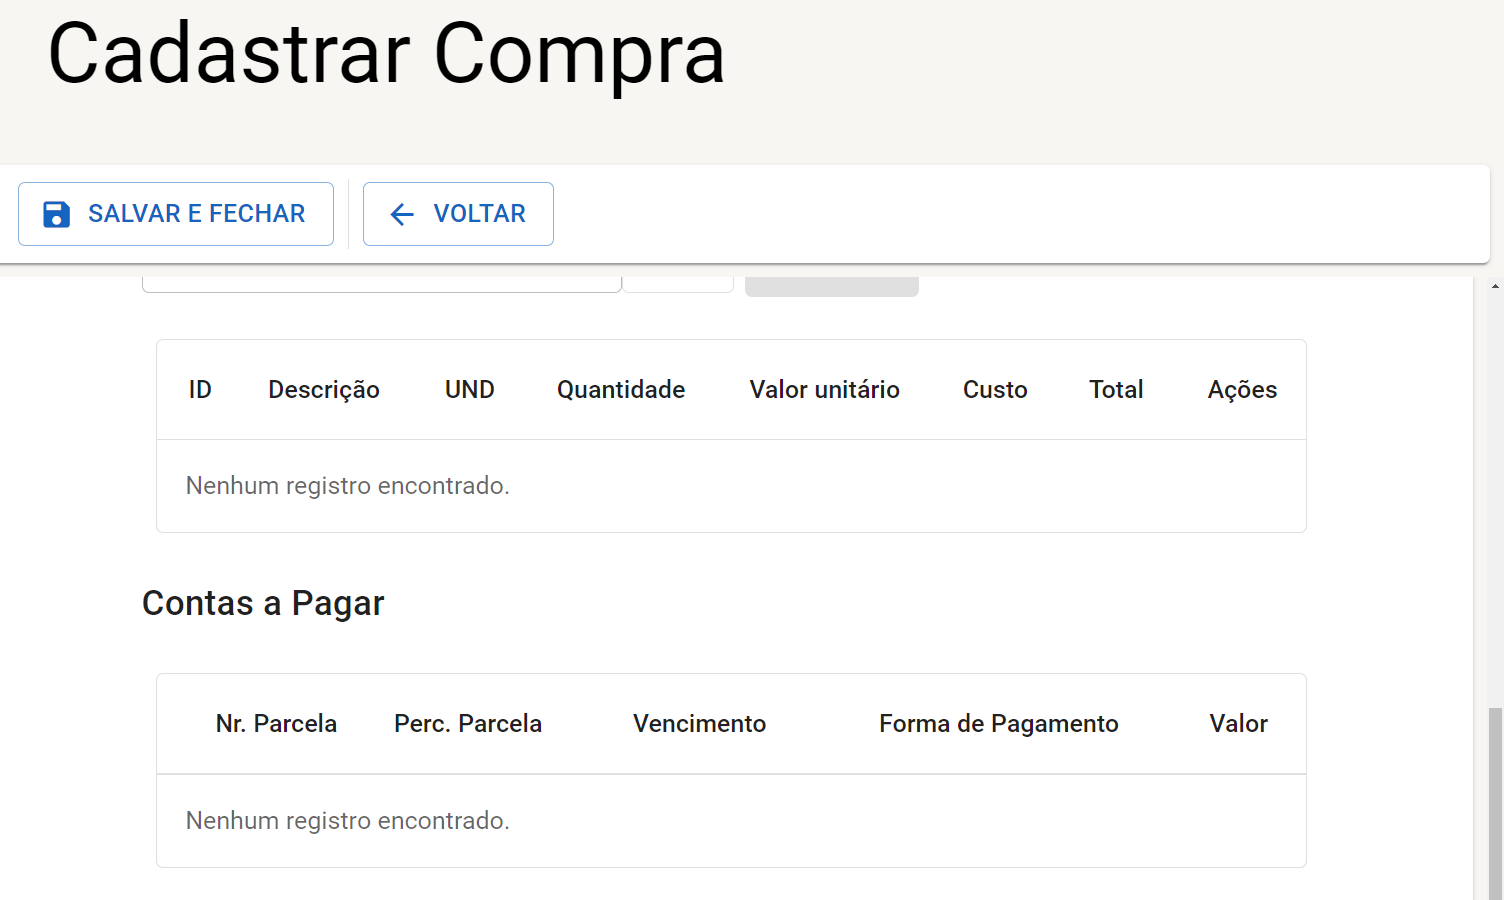 Cadastrar Compra
SALVAR E FECHAR VOLTAR
ID Descrição UND Quantidade Valor unitário Custo Total Ações
Nenhum registro encontrado.
Contas a Pagar
Nr. Parcela Perc. Parcela Vencimento Forma de Pagamento Valor
Nenhum registro encontrado.